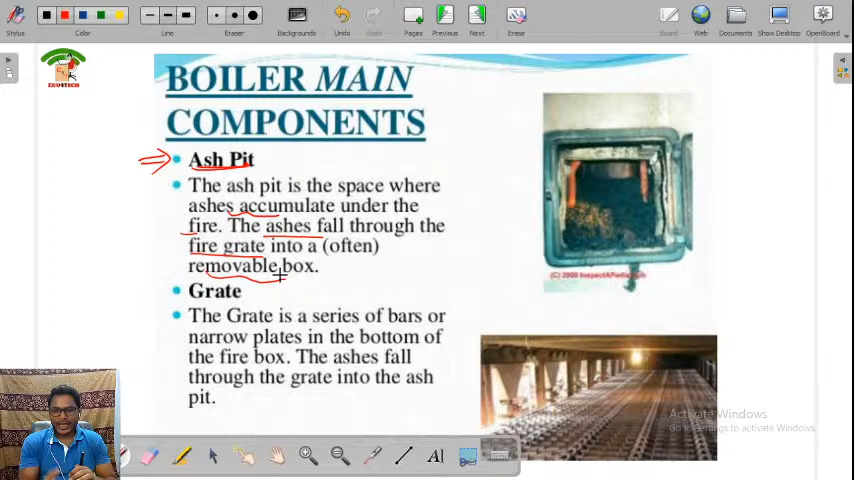 Stylus
Color
Line
Eraser
Backgrounds
Undo
Redo
Pages
Previous
Next
Erase
Board
Web
Documents
Show Desktop
OpenBoard
EDUSTECH
BOILER MAIN
COMPONENTS
Ash Pit
The ash pit is the space where
ashes accumulate under the
fire. The ashes fall through the
fire grate into a (often)
removable box.
Grate
The Grate is a series of bars or
narrow plates in the bottom of
the fire box. The ashes fall
through the grate into the ash
pit.
(C) 2008 InspectAPedia.com
Activate Windows
Go to Settings to activate Windows.